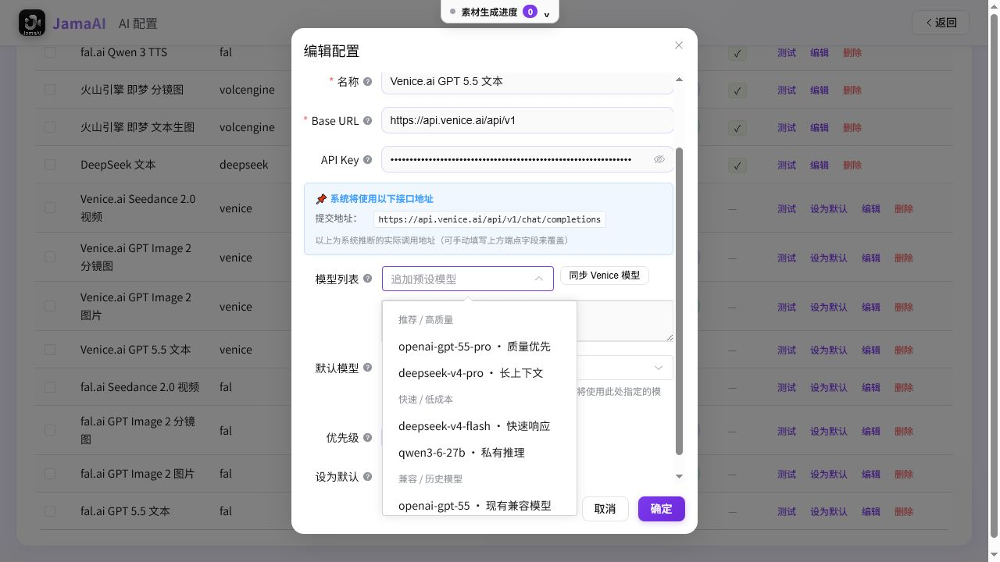 素材生成进度 0 v
JamaAI
JamaAI AI 配置
返回
编辑配置
fal.ai Qwen 3 TTS fal ✓ 测试 编辑 删除
火山引擎 即梦 分镜图 volcengine ✓ 测试 编辑 删除
火山引擎 即梦 文本生图 volcengine ✓ 测试 编辑 删除
DeepSeek 文本 deepseek ✓ 测试 编辑 删除
Venice.ai Seedance 2.0
视频
venice — 设为默认 编辑 删除
Venice.ai GPT Image 2
分镜图
venice — 设为默认 编辑 删除
Venice.ai GPT Image 2
图片
venice — 设为默认 编辑 删除
Venice.ai GPT 5.5 文本 venice — 设为默认 编辑 删除
fal.ai Seedance 2.0 视频 fal — 设为默认 编辑 删除
fal.ai GPT Image 2 分镜
图
fal — 设为默认 编辑 删除
fal.ai GPT Image 2 图片 fal — 设为默认 编辑 删除
fal.ai GPT 5.5 文本 fal — 设为默认 编辑 删除
* 名称 ? Venice.ai GPT 5.5 文本
* Base URL ? https://api.venice.ai/api/v1
API Key ? ••••••••••••••••••••••••••••••••••••••••••••••••••••••••••••••••
📌 系统将使用以下接口地址
提交地址： https://api.venice.ai/api/v1/chat/completions
以上为系统推断的实际调用地址（可手动填写上方端点字段来覆盖）
模型列表 ? 追加预设模型 同步 Venice 模型
推荐 / 高质量
openai-gpt-55-pro · 质量优先
deepseek-v4-pro · 长上下文
快速 / 低成本
deepseek-v4-flash · 快速响应
qwen3-6-27b · 私有推理
兼容 / 历史模型
openai-gpt-55 · 现有兼容模型
默认模型 ?
将使用此处指定的模
优先级 ?
设为默认 ?
取消 确定